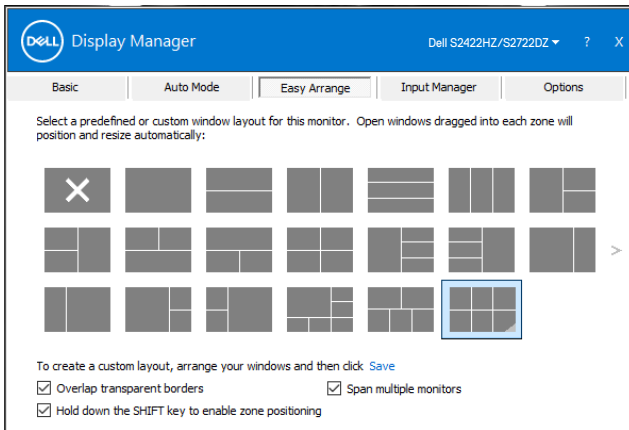 DELL Display Manager
Dell S2422HZ/S2722DZ ? X
Basic Auto Mode Easy Arrange Input Manager Options
Select a predefined or custom window layout for this monitor. Open windows dragged into each zone will
position and resize automatically:
>
To create a custom layout, arrange your windows and then click Save
Overlap transparent borders Span multiple monitors
Hold down the SHIFT key to enable zone positioning